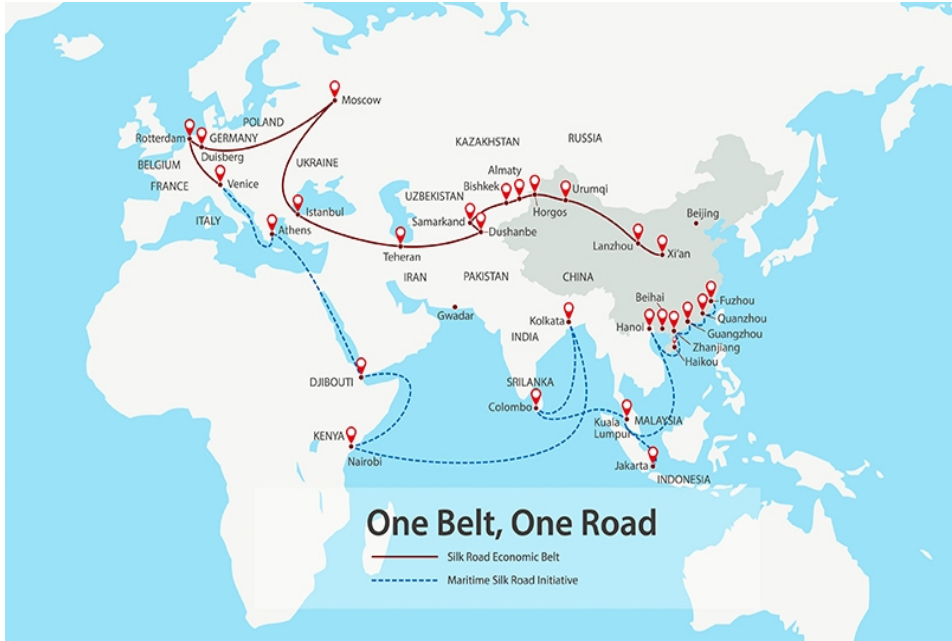 Moscow
POLAND
Rotterdam
GERMANY
Duisberg
BELGIUM
FRANCE
Venice
UKRAINE
ITALY
Istanbul
Athens
KAZAKHSTAN
RUSSIA
Almaty
Bishkek
Urumqi
UZBEKISTAN
Horgos
Samarkand
Dushanbe
Beijing
Lanzhou
Xi'an
Teheran
IRAN
PAKISTAN
CHINA
Gwadar
Beihai
Fuzhou
Kolkata
Hanoi
Quanzhou
INDIA
Guangzhou
Zhanjiang
Haikou
DJIBOUTI
SRILANKA
Colombo
KENYA
Nairobi
Kuala
Lumpur
MALAYSIA
Jakarta
INDONESIA
One Belt, One Road
Silk Road Economic Belt
Maritime Silk Road Initiative